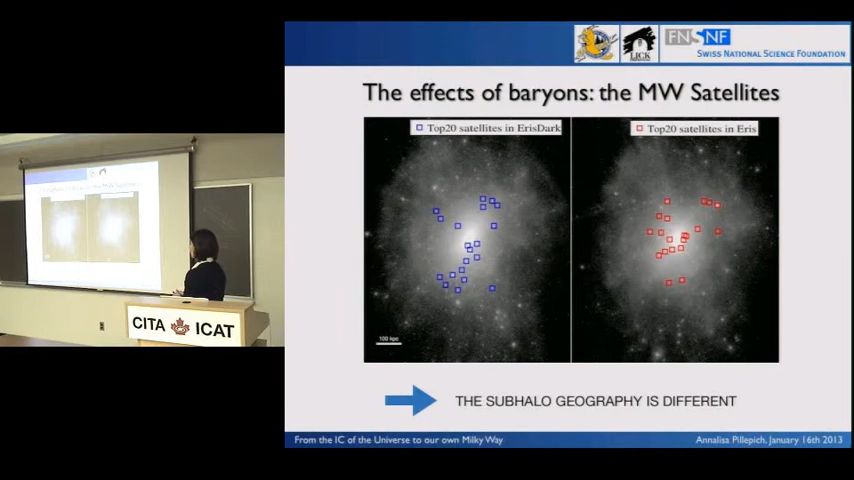 LICK
FNSNF
SWISS NATIONAL SCIENCE FOUNDATION
The effects of baryons: the MW Satellites
Top20 satellites in ErisDark
Top20 satellites in Eris
100 kpc
THE SUBHALO GEOGRAPHY IS DIFFERENT
From the IC of the Universe to our own Milky Way
Annalisa Pillepich, January 16th 2013
CITA ICAT